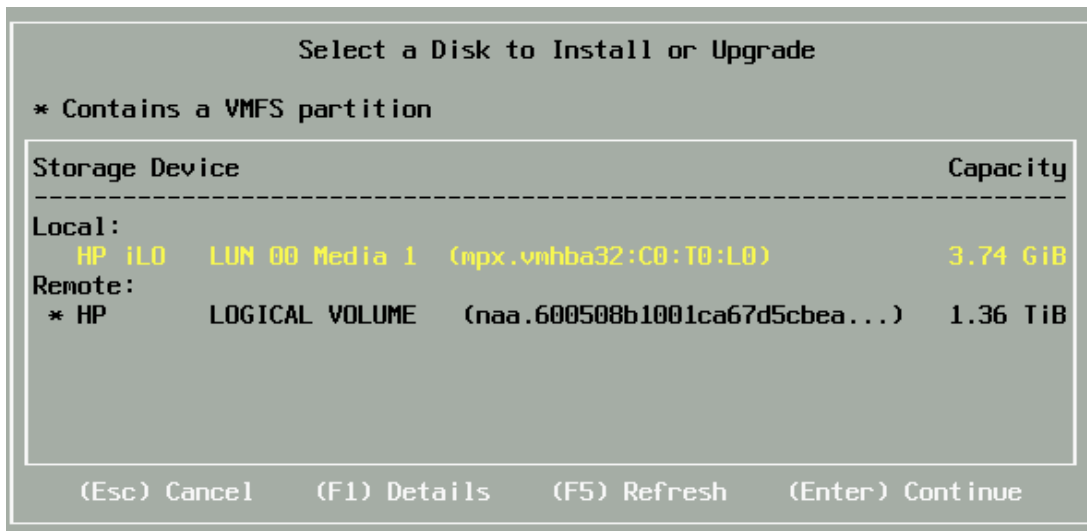 Select a Disk to Install or Upgrade
* Contains a VMFS partition
Storage Device Capacity
--------------------------------------------------------------------------
Local:
HP iLO LUN 00 Media 1 (mpx.vmhba32:C0:T0:L0) 3.74 GiB
Remote:
* HP LOGICAL VOLUME (naa.600508b1001ca67d5cbea...) 1.36 TiB
(Esc) Cancel (F1) Details (F5) Refresh (Enter) Continue